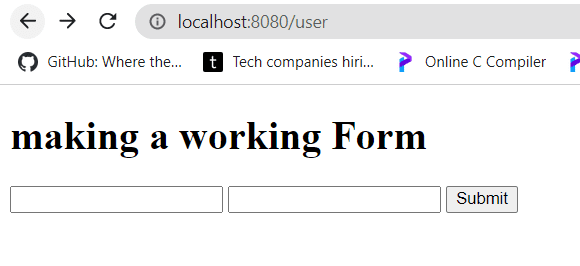 localhost:8080/user
GitHub: Where the... t Tech companies hiri... Online C Compiler
making a working Form
Submit